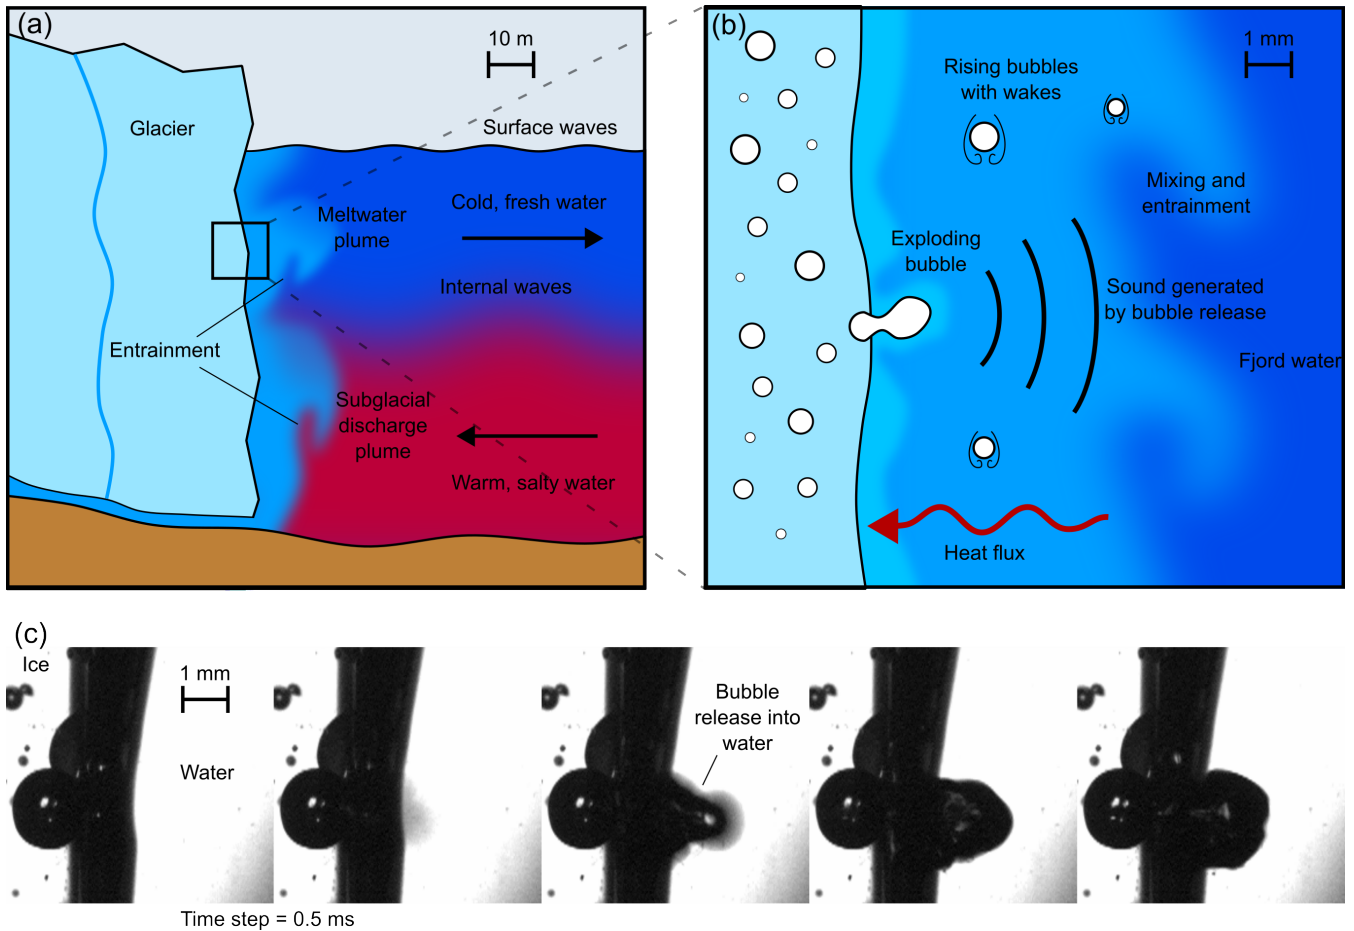 (a)
10 m
Glacier
Surface waves
Meltwater
plume
Cold, fresh water
Internal waves
Entrainment
Subglacial
discharge
plume
Warm, salty water
(b)
1 mm
Rising bubbles
with wakes
Mixing and
entrainment
Exploding
bubble
Sound generated
by bubble release
Fjord water
Heat flux
(c)
Ice
1 mm
Water
Bubble
release into
water
Time step = 0.5 ms